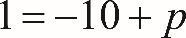 1 = −10 + p